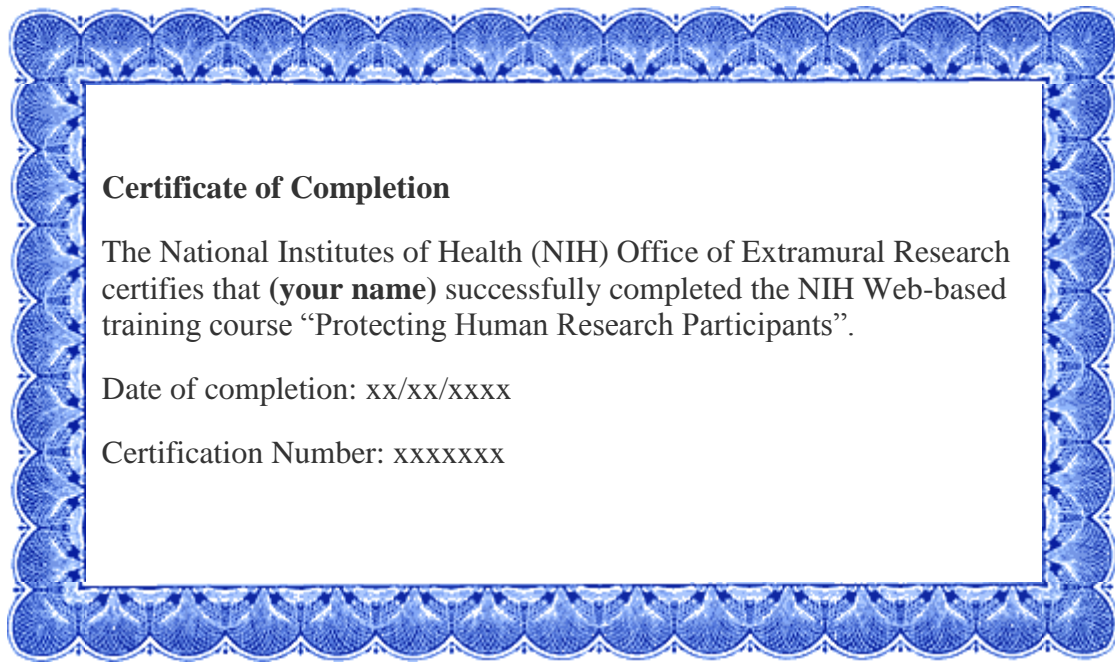 Certificate of Completion
The National Institutes of Health (NIH) Office of Extramural Research
certifies that (your name) successfully completed the NIH Web-based
training course “Protecting Human Research Participants”.
Date of completion: xx/xx/xxxx
Certification Number: xxxxxxx